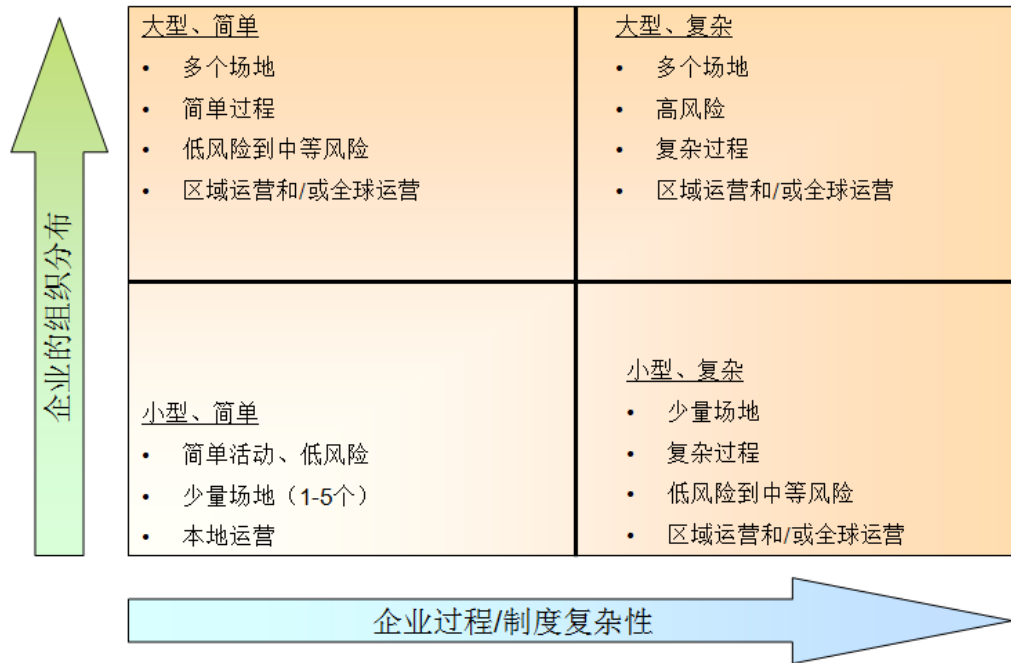 企业的组织分布
大型、简单
• 多个场地
• 简单过程
• 低风险到中等风险
• 区域运营和/或全球运营
大型、复杂
• 多个场地
• 高风险
• 复杂过程
• 区域运营和/或全球运营
小型、简单
• 简单活动、低风险
• 少量场地（1-5个）
• 本地运营
小型、复杂
• 少量场地
• 复杂过程
• 低风险到中等风险
• 区域运营和/或全球运营
企业过程/制度复杂性